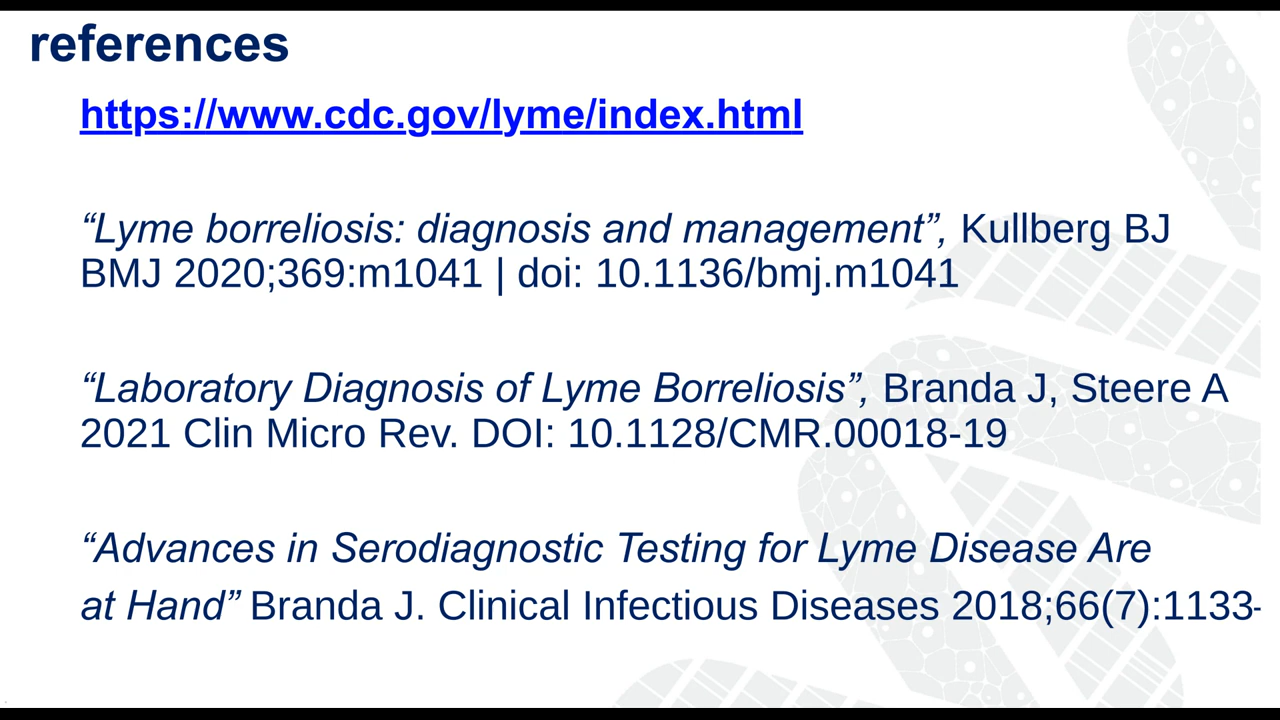 references
https://www.cdc.gov/lyme/index.html
“Lyme borreliosis: diagnosis and management”, Kullberg BJ
BMJ 2020;369:m1041 | doi: 10.1136/bmj.m1041
“Laboratory Diagnosis of Lyme Borreliosis”, Branda J, Steere A
2021 Clin Micro Rev. DOI: 10.1128/CMR.00018-19
“Advances in Serodiagnostic Testing for Lyme Disease Are
at Hand” Branda J. Clinical Infectious Diseases 2018;66(7):1133-